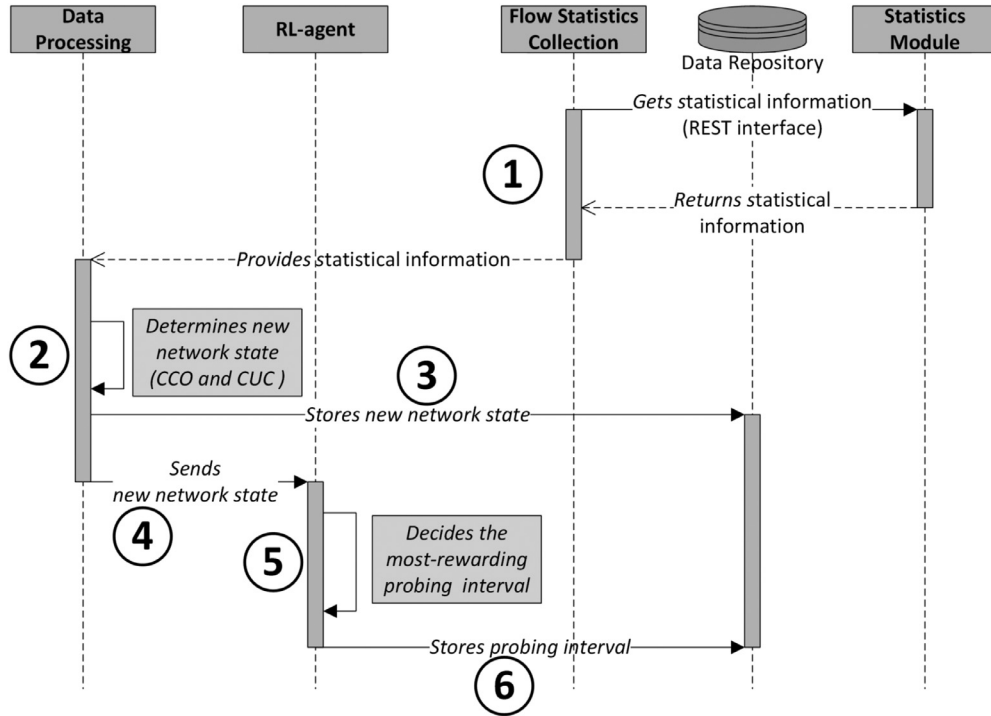 Data
Processing
RL-agent
Flow Statistics
Collection
Data Repository
Statistics
Module
Gets statistical information
(REST interface)
1
Returns statistical
information
Provides statistical information
2
Determines new
network state
(CCO and CUC )
3
Stores new network state
Sends
new network state
4
5
Decides the
most-rewarding
probing interval
Stores probing interval
6